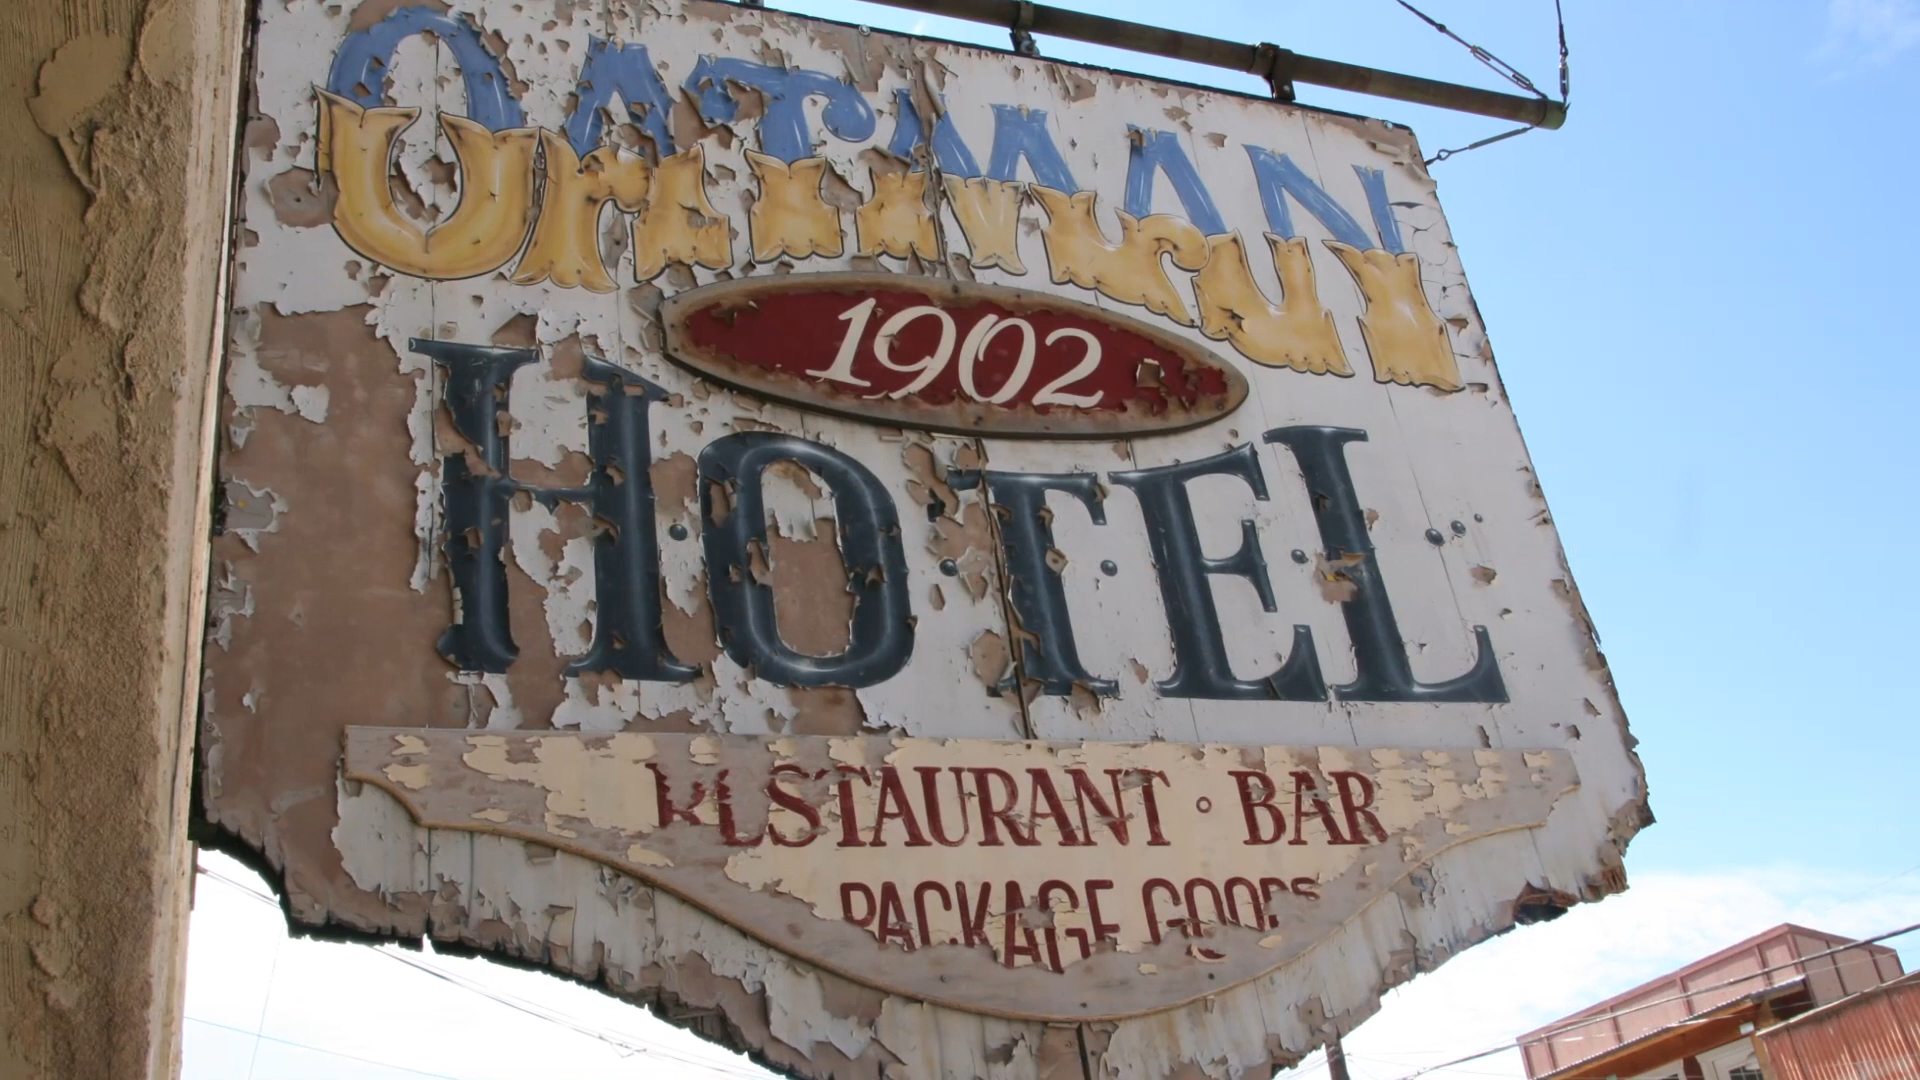 OATMAN
1902
HOTEL
RESTAURANT · BAR
PACKAGE GOODS